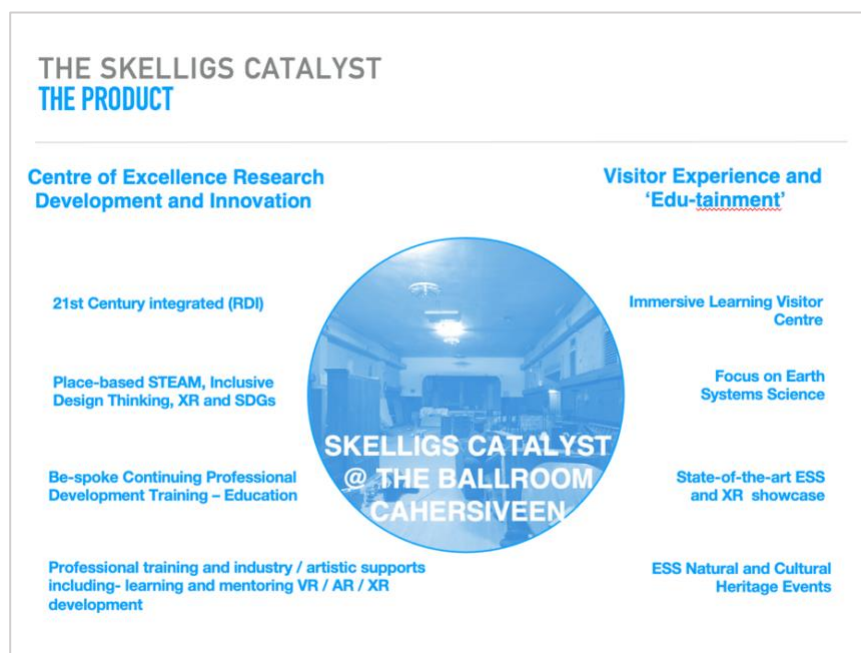 THE SKELLIGS CATALYST
THE PRODUCT
Centre of Excellence Research
Development and Innovation
21st Century integrated (RDI)
Place-based STEAM, Inclusive
Design Thinking, XR and SDGs
Be-spoke Continuing Professional
Development Training – Education
Professional training and industry / artistic supports
including- learning and mentoring VR / AR / XR
development
SKELLIGS CATALYST
@ THE BALLROOM
CAHERSIVEEN
Visitor Experience and
‘Edu-tainment’
Immersive Learning Visitor
Centre
Focus on Earth
Systems Science
State-of-the-art ESS
and XR showcase
ESS Natural and Cultural
Heritage Events